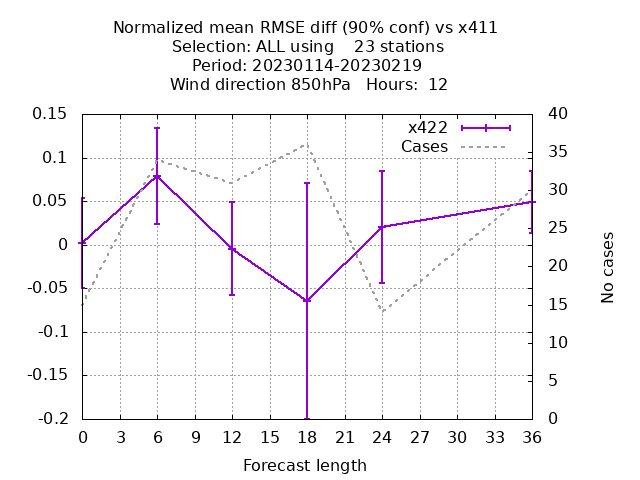 Normalized mean RMSE diff (90% conf) vs x411
Selection: ALL using    23 stations
Period: 20230114-20230219
Wind direction 850hPa   Hours:  12
x422
Cases
0.15
0.1
0.05
0
-0.05
-0.1
-0.15
-0.2
40
35
30
25
20
15
10
5
0
No cases
0 3 6 9 12 15 18 21 24 27 30 33 36
Forecast length